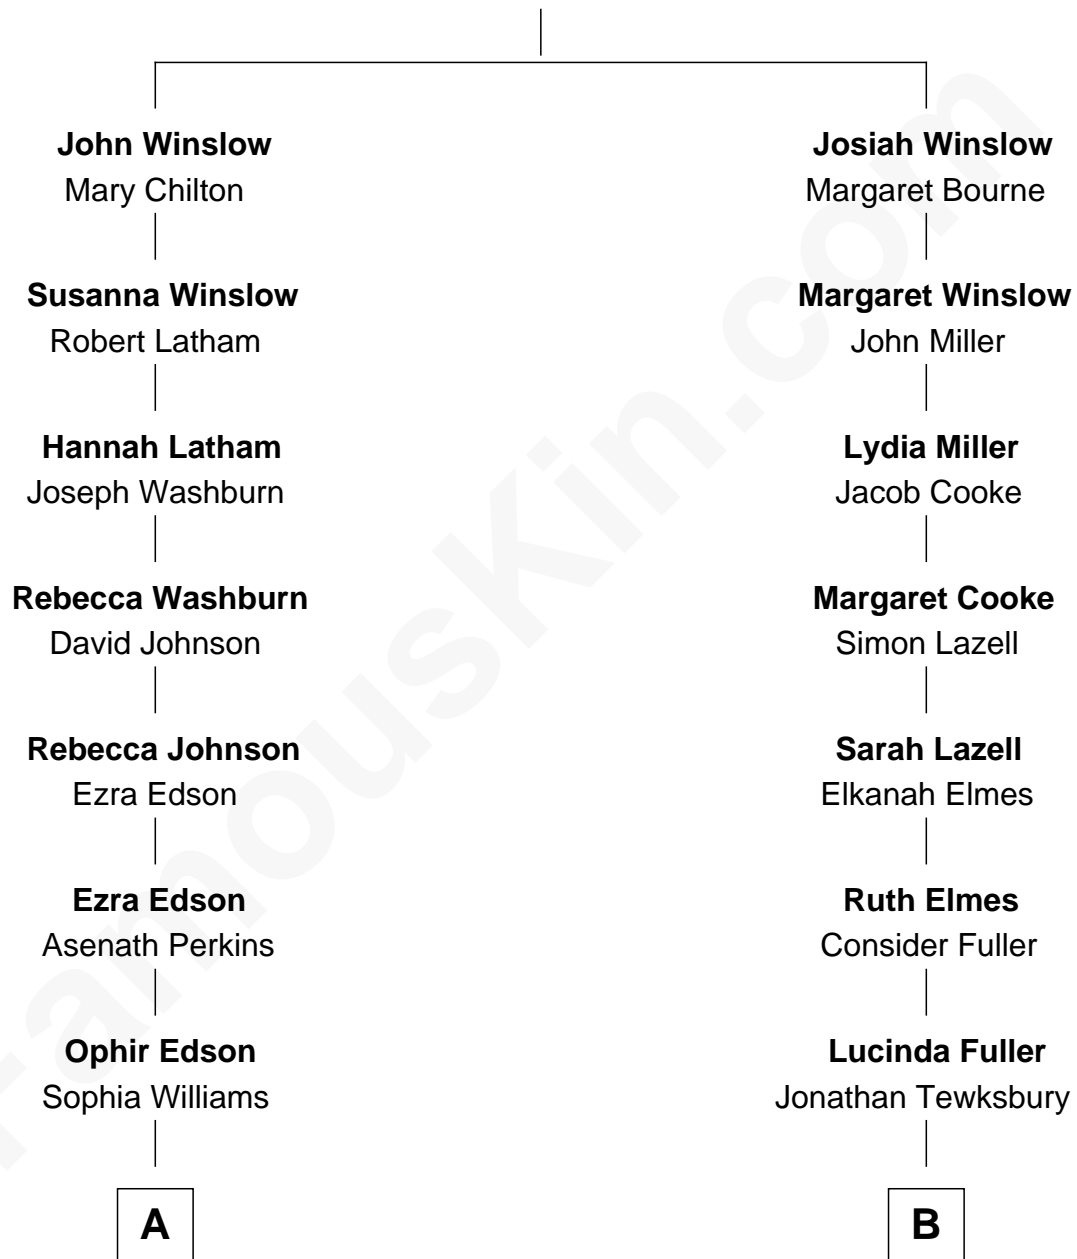 John Winslow
Mary Chilton
Josiah Winslow
Margaret Bourne
Susanna Winslow
Robert Latham
Margaret Winslow
John Miller
Hannah Latham
Joseph Washburn
Lydia Miller
Jacob Cooke
Rebecca Washburn
David Johnson
Margaret Cooke
Simon Lazell
Rebecca Johnson
Ezra Edson
Sarah Lazell
Elkanah Elmes
Ezra Edson
Asenath Perkins
Ruth Elmes
Consider Fuller
Ophir Edson
Sophia Williams
Lucinda Fuller
Jonathan Tewksbury
A
B
FamousKin.com